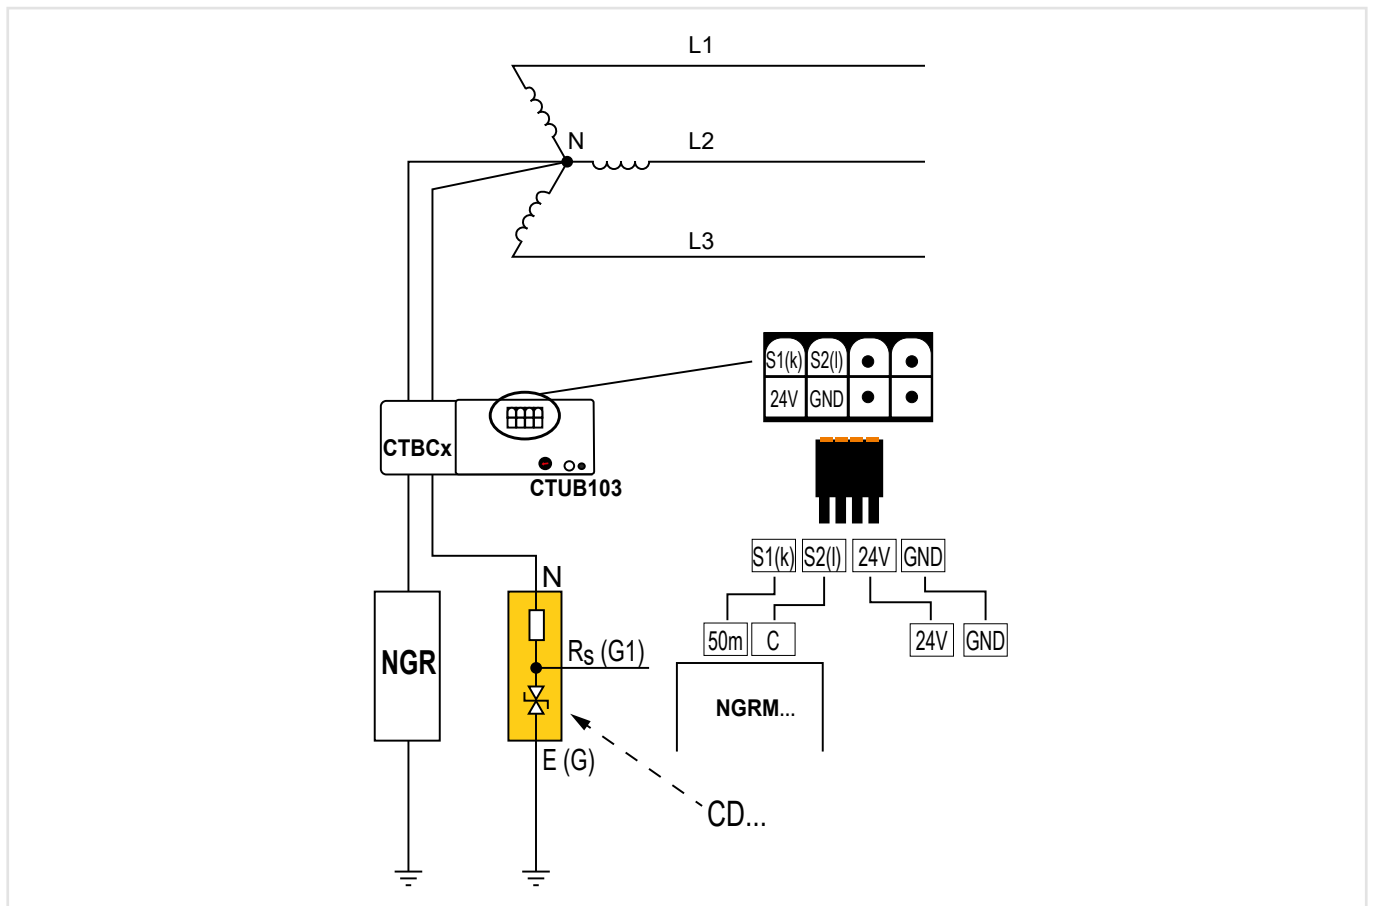 L1
N
L2
L3
S1(k) S2(l)
24V GND
CTBCx
CTUB103
S1(k) S2(l) 24V GND
N
50m C 24V GND
Rs (G1)
NGR
NGRM...
E (G)
CD...